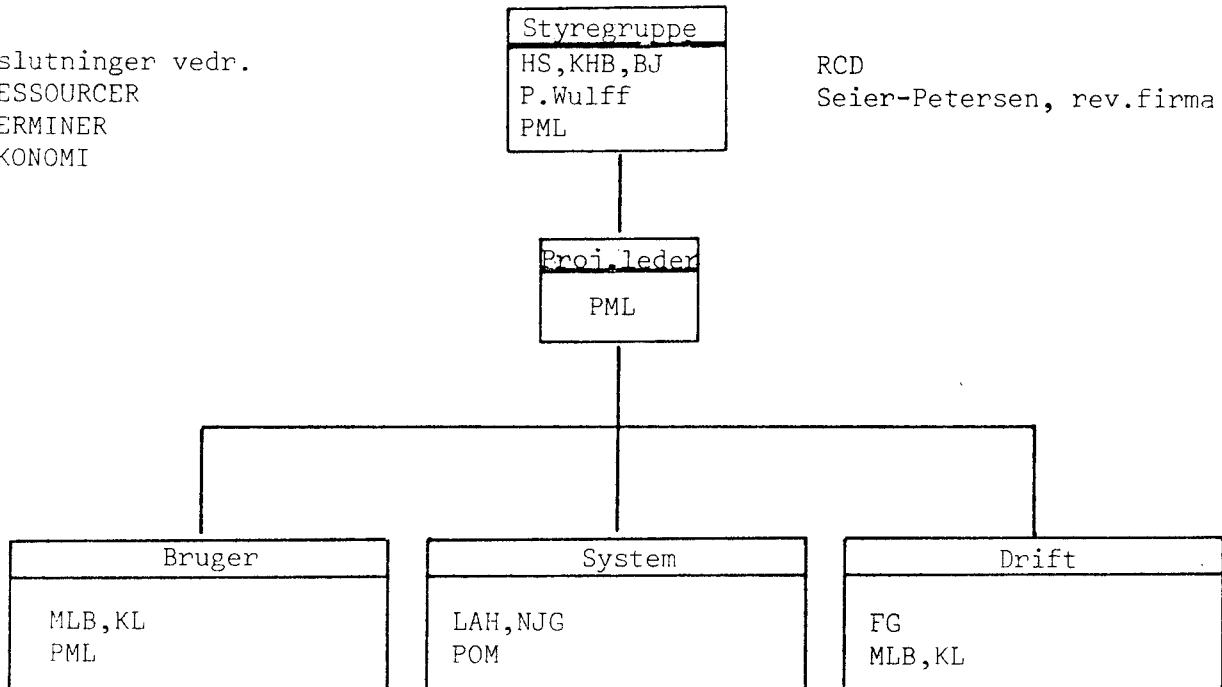 slutninger vedr.
ESSOURCER
ERMINER
KONOMI
Styregruppe
HS,KHB,BJ
P.Wulff
PML
RCD
Seier-Petersen, rev.firma
Proj.leder
PML
Bruger
MLB,KL
PML
System
LAH,NJG
POM
Drift
FG
MLB,KL